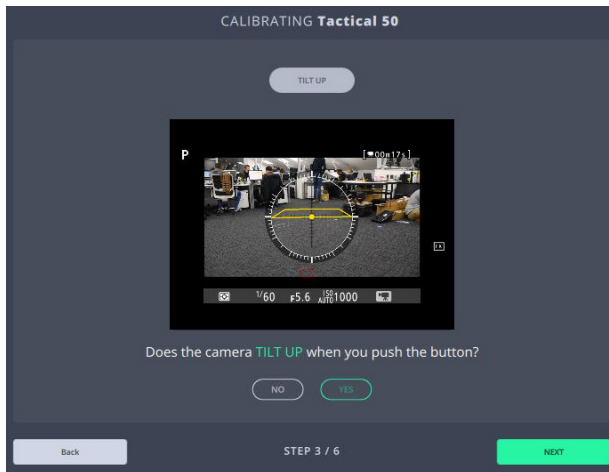 CALIBRATING Tactical 50
TILT UP
P
[00m17s]
1/60 F5.6 ISO AUTO 1000
Does the camera TILT UP when you push the button?
NO YES
Back STEP 3 / 6 NEXT